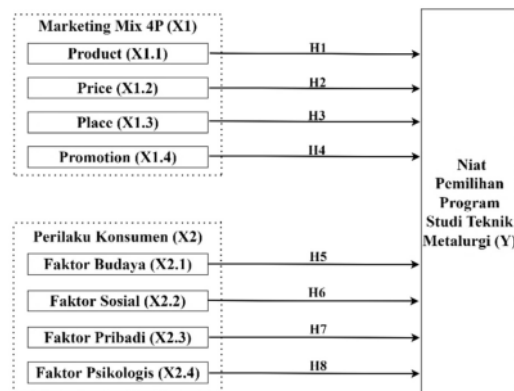 Marketing Mix 4P (X1)
Product (X1.1)
H1
Price (X1.2)
H2
Place (X1.3)
H3
Promotion (X1.4)
H4
Niat
Pemilihan
Program
Studi Teknik
Metalurgi (Y)
Perilaku Konsumen (X2)
Faktor Budaya (X2.1)
H5
Faktor Sosial (X2.2)
H6
Faktor Pribadi (X2.3)
H7
Faktor Psikologis (X2.4)
H8